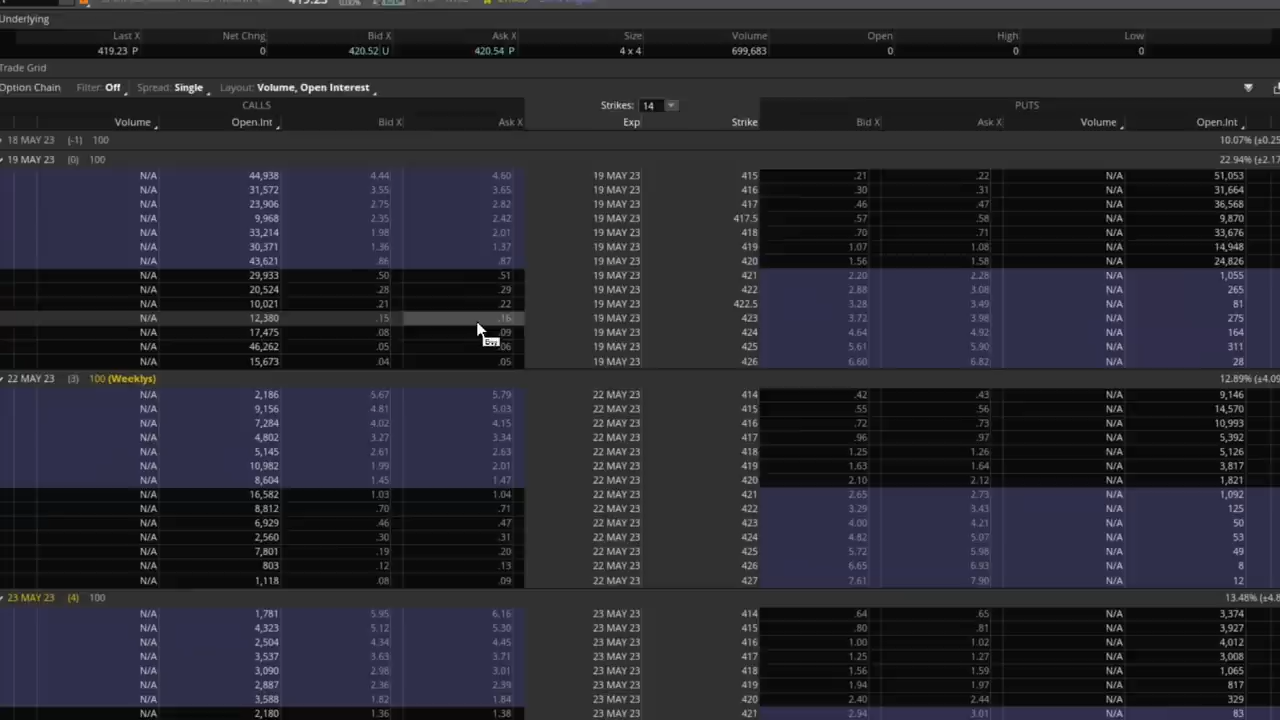 419.23
Underlying
Last X Net Chng Bid X Ask X Size Volume Open High Low
419.23 P 0 420.52 U 420.54 P 4 x 4 699,683 0 0 0
Trade Grid
Option Chain Filter: Off Spread: Single Layout: Volume, Open Interest
CALLS Strikes: 14 PUTS
Volume Open.Int Bid X Ask X Exp Strike Bid X Ask X Volume Open.Int
18 MAY 23 (-1) 100 10.07% (±0.25
19 MAY 23 (0) 100 22.94% (±2.17
N/A 44,938 4.44 4.60 19 MAY 23 415 .21 .22 N/A 51,053
N/A 31,572 3.55 3.65 19 MAY 23 416 .30 .31 N/A 31,664
N/A 23,906 2.75 2.82 19 MAY 23 417 .46 .47 N/A 36,568
N/A 9,968 2.35 2.42 19 MAY 23 417.5 .57 .58 N/A 9,870
N/A 33,214 1.98 2.01 19 MAY 23 418 .70 .71 N/A 33,676
N/A 30,371 1.36 1.37 19 MAY 23 419 1.07 1.08 N/A 14,948
N/A 43,621 .86 .87 19 MAY 23 420 1.56 1.58 N/A 24,826
N/A 29,933 .50 .51 19 MAY 23 421 2.20 2.28 N/A 1,055
N/A 20,524 .28 .29 19 MAY 23 422 2.88 3.08 N/A 265
N/A 10,021 .21 .22 19 MAY 23 422.5 3.28 3.49 N/A 81
N/A 12,380 .15 .16 19 MAY 23 423 3.72 3.98 N/A 275
N/A 17,475 .08 .09 19 MAY 23 424 4.64 4.92 N/A 164
N/A 46,262 .05 .06 19 MAY 23 425 5.61 5.90 N/A 311
Buy
N/A 15,673 .04 .05 19 MAY 23 426 6.60 6.82 N/A 28
22 MAY 23 (3) 100 (Weeklys) 12.89% (±4.09
N/A 2,186 5.67 5.79 22 MAY 23 414 .42 .43 N/A 9,146
N/A 9,156 4.81 5.03 22 MAY 23 415 .55 .56 N/A 14,570
N/A 7,284 4.02 4.15 22 MAY 23 416 .72 .73 N/A 10,993
N/A 4,802 3.27 3.34 22 MAY 23 417 .96 .97 N/A 5,392
N/A 5,145 2.61 2.63 22 MAY 23 418 1.25 1.26 N/A 5,126
N/A 10,982 1.99 2.01 22 MAY 23 419 1.63 1.64 N/A 3,817
N/A 8,604 1.45 1.47 22 MAY 23 420 2.10 2.12 N/A 1,821
N/A 16,582 1.03 1.04 22 MAY 23 421 2.65 2.73 N/A 1,092
N/A 8,812 .70 .71 22 MAY 23 422 3.29 3.43 N/A 125
N/A 6,929 .46 .47 22 MAY 23 423 4.00 4.21 N/A 50
N/A 2,560 .30 .31 22 MAY 23 424 4.82 5.07 N/A 53
N/A 7,801 .19 .20 22 MAY 23 425 5.72 5.98 N/A 49
N/A 803 .12 .13 22 MAY 23 426 6.65 6.93 N/A 8
N/A 1,118 .08 .09 22 MAY 23 427 7.61 7.90 N/A 12
23 MAY 23 (4) 100 13.48% (±4.8
N/A 1,781 5.95 6.16 23 MAY 23 414 .64 .65 N/A 3,374
N/A 4,323 5.12 5.30 23 MAY 23 415 .80 .81 N/A 3,927
N/A 2,504 4.34 4.45 23 MAY 23 416 1.00 1.02 N/A 4,012
N/A 3,537 3.63 3.71 23 MAY 23 417 1.25 1.27 N/A 3,008
N/A 3,090 2.98 3.01 23 MAY 23 418 1.56 1.59 N/A 1,065
N/A 2,887 2.36 2.39 23 MAY 23 419 1.94 1.97 N/A 817
N/A 3,588 1.82 1.84 23 MAY 23 420 2.40 2.44 N/A 329
N/A 2,180 1.36 1.38 23 MAY 23 421 2.94 3.01 N/A 83